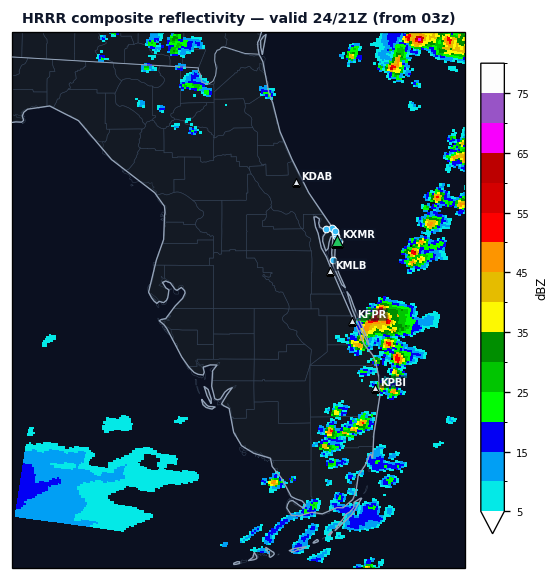 HRRR composite reflectivity — valid 24/21Z (from 03z)
KDAB
KXMR
KMLB
KFPR
KPBI
75
65
55
45
35
25
15
5
dBZ